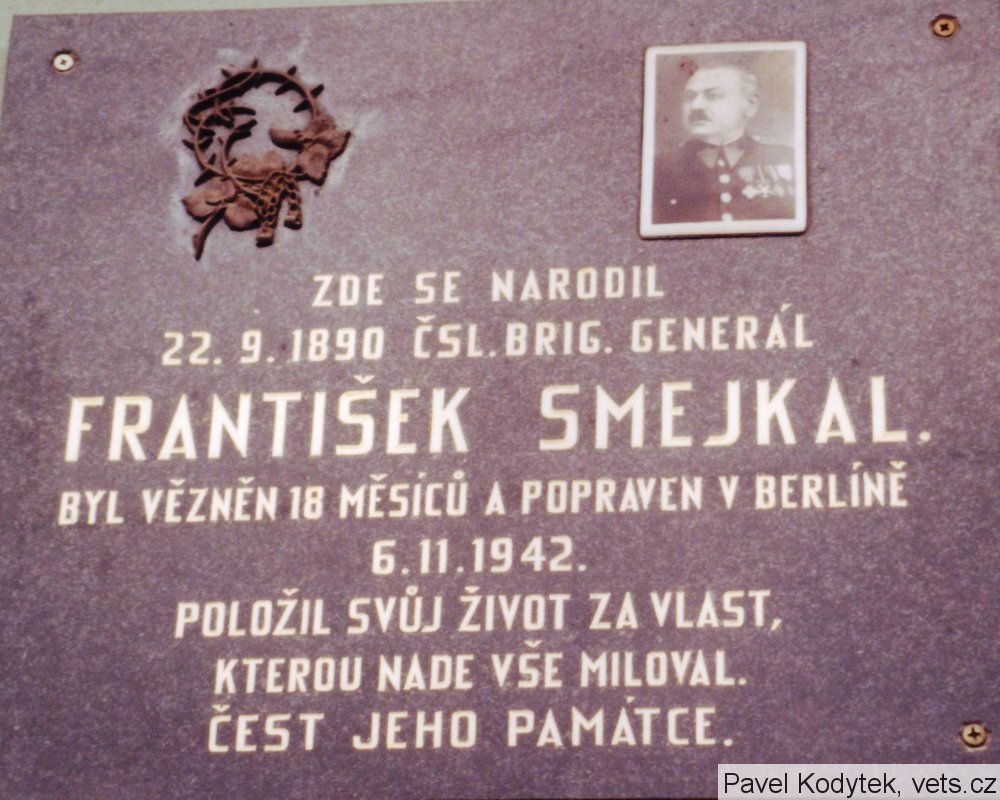 ZDE SE NARODIL
22. 9. 1890 ČSL. BRIG. GENERÁL
FRANTIŠEK SMEJKAL.
BYL VĚZNĚN 18 MĚSÍCŮ A POPRAVEN V BERLÍNĚ
6. 11. 1942.
POLOŽIL SVŮJ ŽIVOT ZA VLAST,
KTEROU NADE VŠE MILOVAL.
ČEST JEHO PAMÁTCE.
Pavel Kodytek, vets.cz